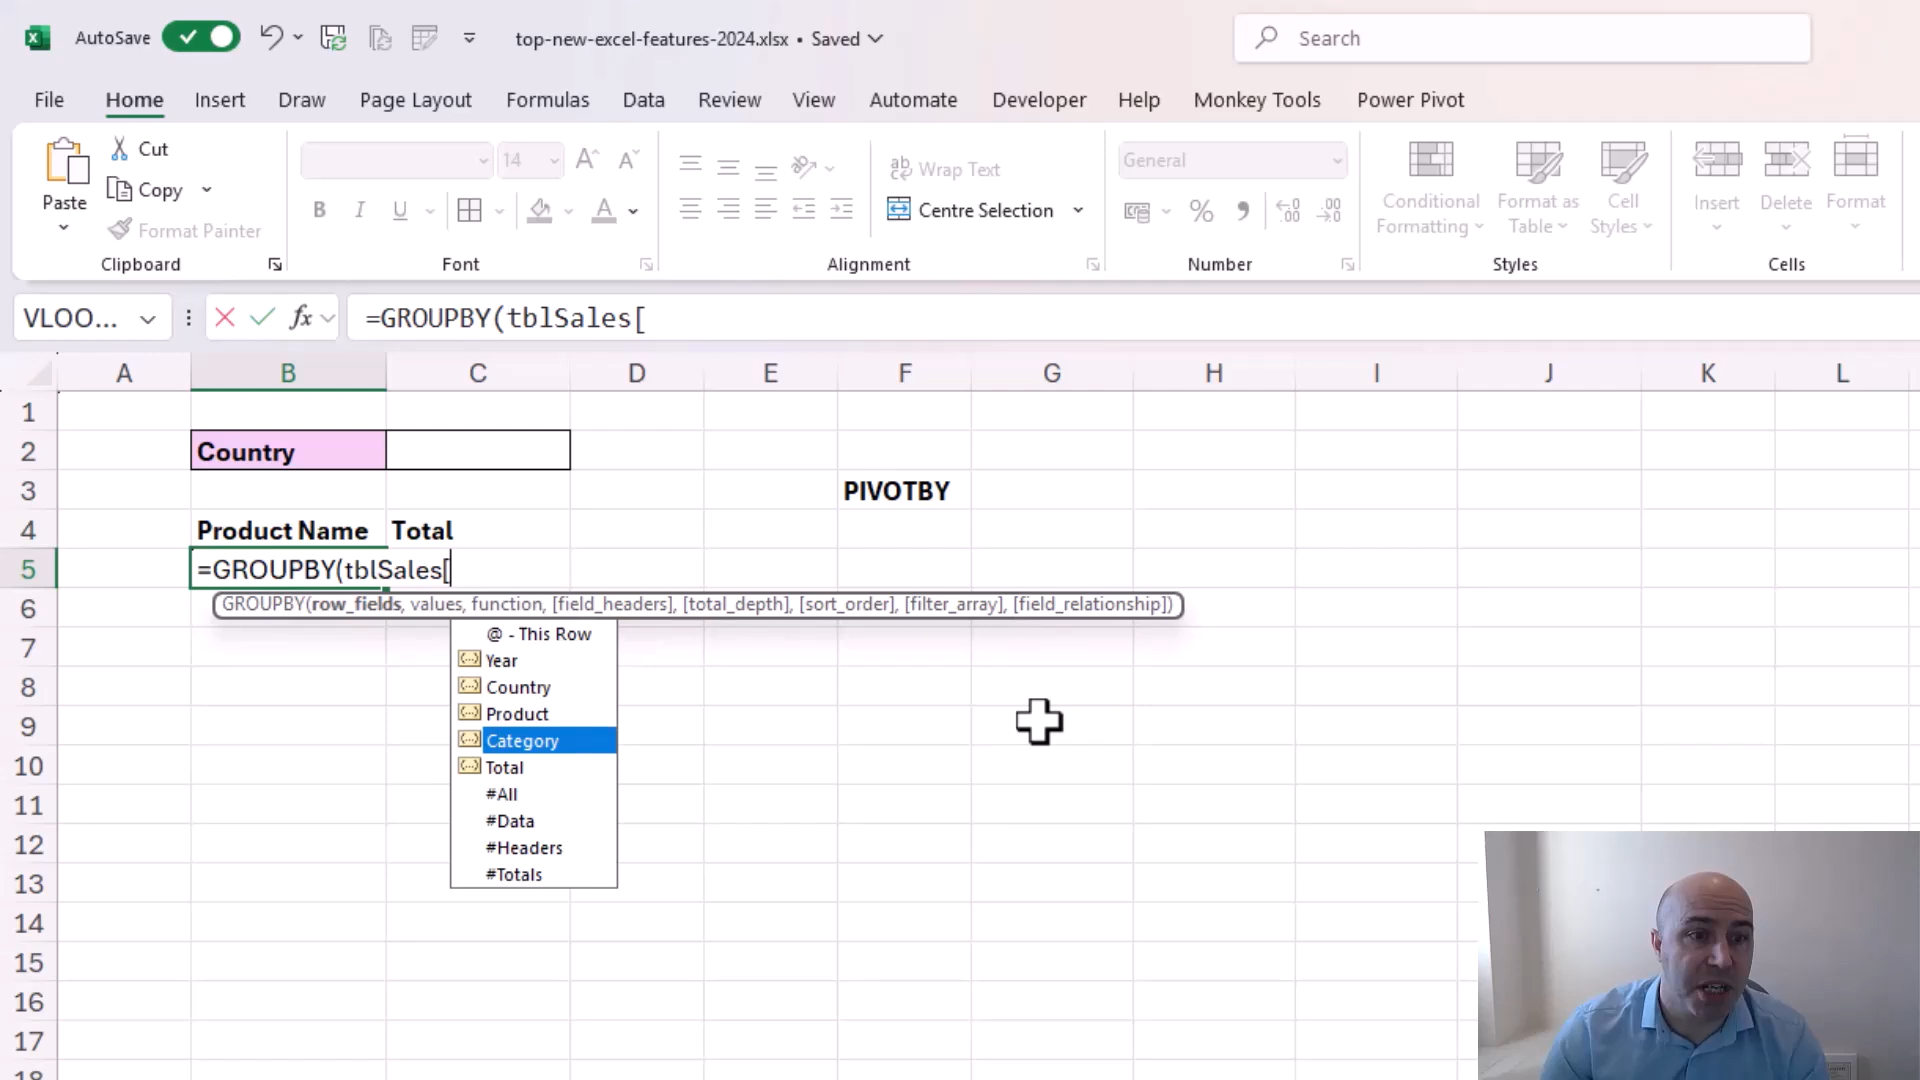 AutoSave
top-new-excel-features-2024.xlsx • Saved
Search
File Home Insert Draw Page Layout Formulas Data Review View Automate Developer Help Monkey Tools Power Pivot
Paste
Cut
Copy
Format Painter
Clipboard
14
B I U
Font
Wrap Text
Centre Selection
Alignment
General
Number
Conditional Formatting
Format as Table
Cell Styles
Styles
Insert
Delete
Format
Cells
VLOO...
fx
=GROUPBY(tblSales[
A B C D E F G H I J K L
1
2 Country
3 PIVOTBY
4 Product Name Total
5 =GROUPBY(tblSales[
6 GROUPBY(row_fields, values, function, [field_headers], [total_depth], [sort_order], [filter_array], [field_relationship])
@ - This Row
7 Year
8 Country
Product
9 Category
10 Total
#All
11 #Data
12 #Headers
13 #Totals
14
15
16
17
18